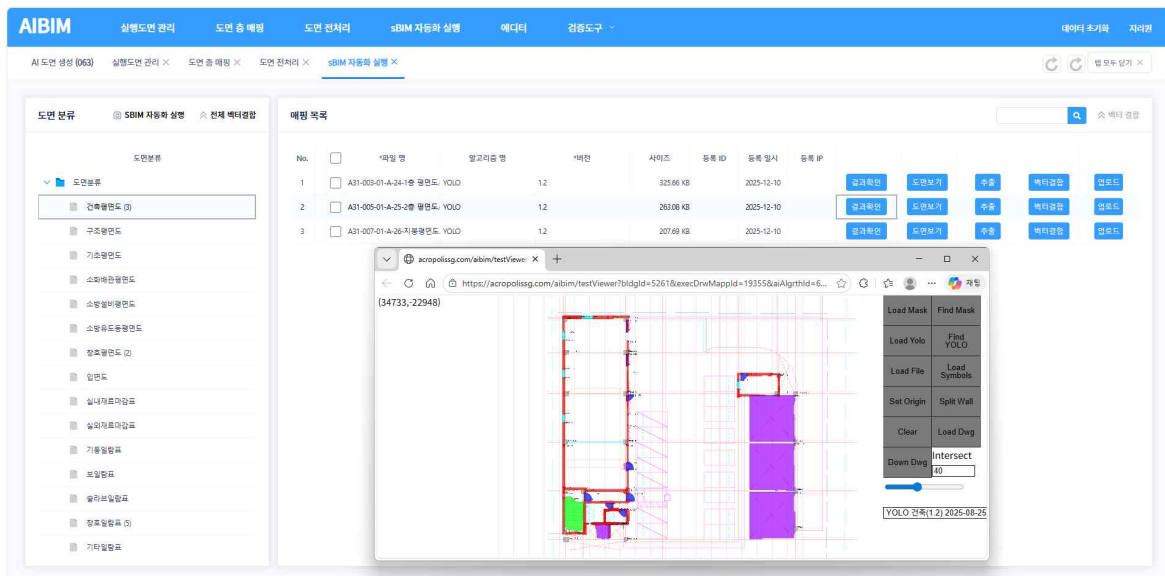 AIBIM 실행도면 관리 도면 층 매핑 도면 전처리 sBIM 자동화 실행 에디터 검증도구 데이터 초기화 지리원
AI 도면 생성 (063) 실행도면 관리 × 도면 층 매핑 × 도면 전처리 × sBIM 자동화 실행 × 탭 모두 닫기 ×
도면 분류 SBIM 자동화 실행 전체 벡터결합
도면분류
도면분류
건축평면도 (3)
구조평면도
기초평면도
소화배관평면도
소방설비평면도
소방유도등평면도
창호평면도 (2)
입면도
실내재료마감표
실외재료마감표
기둥일람표
보일람표
슬라브일람표
창호일람표 (5)
기타일람표
매핑 목록 벡터 결합
No. *파일 명 알고리즘 명 *버전 사이즈 등록 ID 등록 일시 등록 IP
1 A31-003-01-A-24-1층 평면도. YOLO 1.2 325.66 KB 2025-12-10 결과확인 도면보기 추출 벡터결합 업로드
2 A31-005-01-A-25-2층 평면도. YOLO 1.2 263.08 KB 2025-12-10 결과확인 도면보기 추출 벡터결합 업로드
3 A31-007-01-A-26-지붕평면도. YOLO 1.2 207.69 KB 2025-12-10 결과확인 도면보기 추출 벡터결합 업로드
acropolissg.com/aibim/testViewer × +
https://acropolissg.com/aibim/testViewer?bldgId=5261&execDrwMappId=19355&aiAlgrthId=6... 채팅
(34733,-22948)
Load Mask Find Mask
Load Yolo Find YOLO
Load File Load Symbols
Set Origin Split Wall
Clear Load Dwg
Down Dwg Intersect
40
YOLO 건축(1.2) 2025-08-25